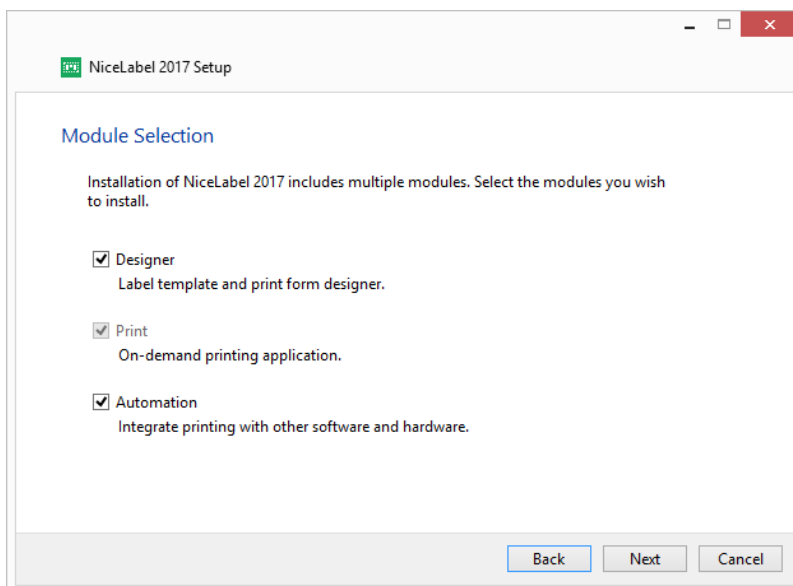 NiceLabel 2017 Setup
Module Selection
Installation of NiceLabel 2017 includes multiple modules. Select the modules you wish
to install.
Designer
Label template and print form designer.
Print
On-demand printing application.
Automation
Integrate printing with other software and hardware.
Back Next Cancel